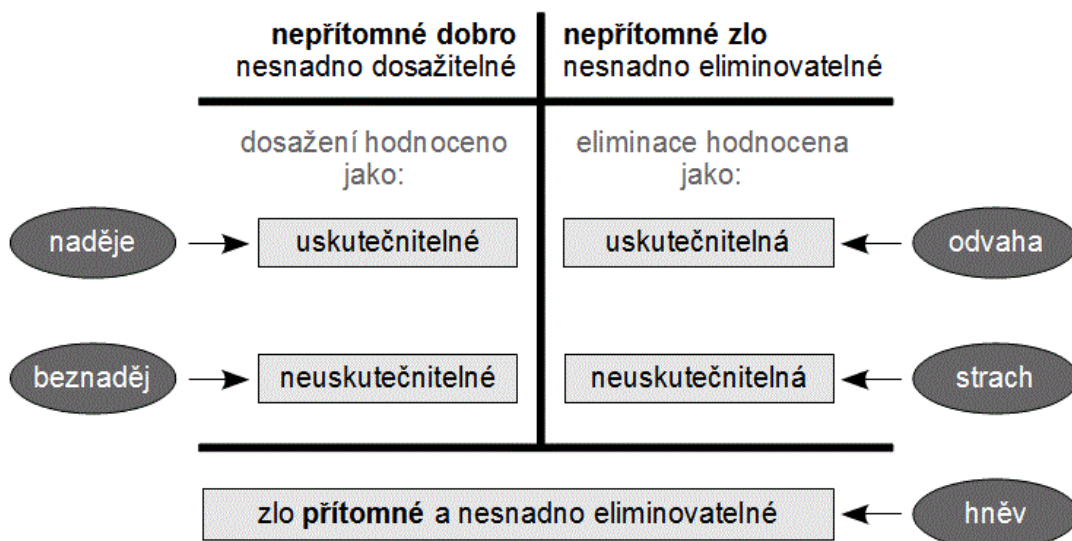 nepřítomné dobro
nesnadno dosažitelné
nepřítomné zlo
nesnadno eliminovatelné
dosažení hodnoceno
jako:
eliminace hodnocena
jako:
naděje
uskutečnitelné
uskutečnitelná
odvaha
beznaděj
neuskutečnitelné
neuskutečnitelná
strach
zlo přítomné a nesnadno eliminovatelné
hněv